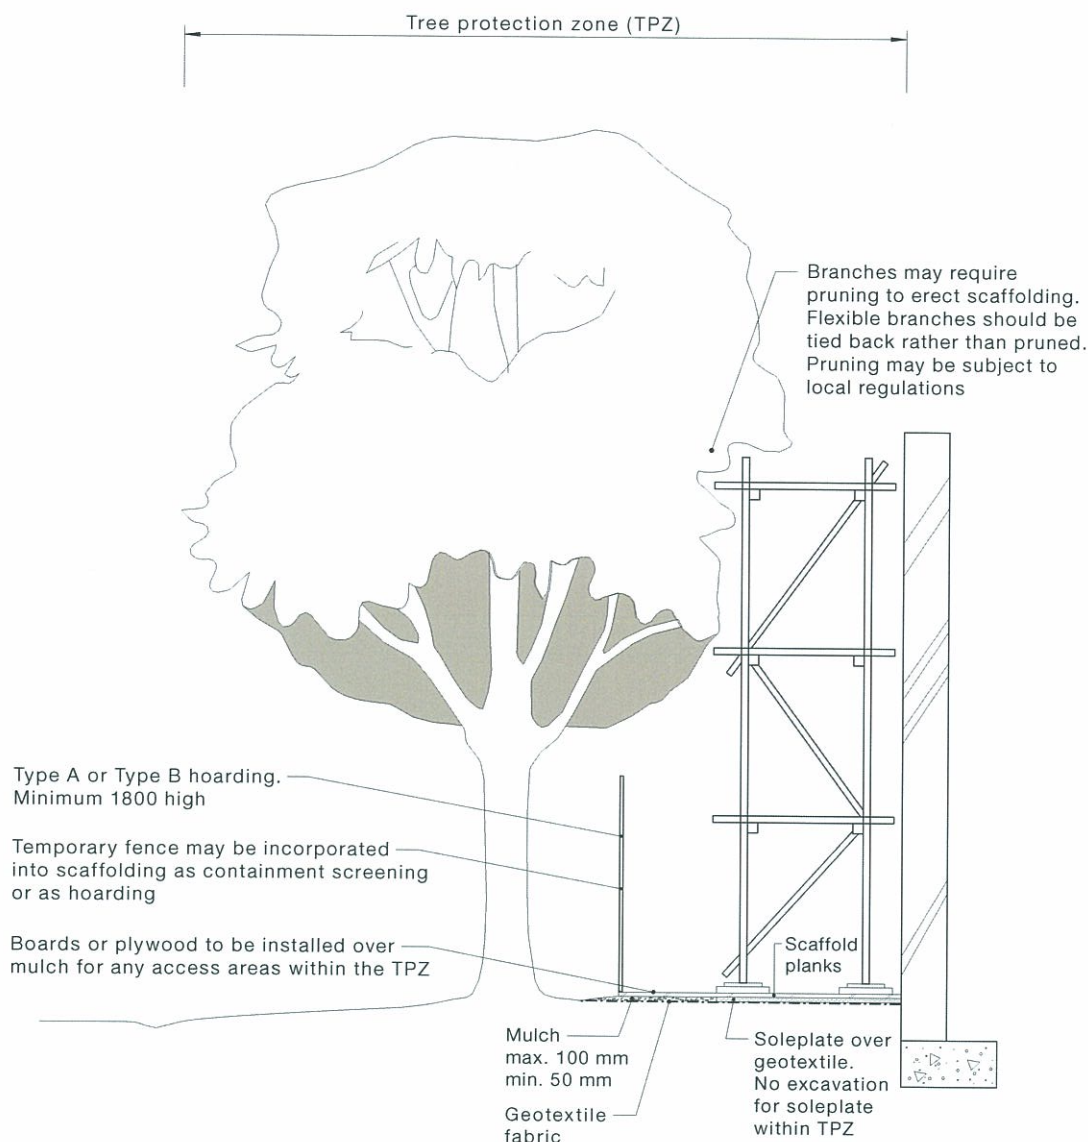 Tree protection zone (TPZ)
Branches may require
pruning to erect scaffolding.
Flexible branches should be
tied back rather than pruned.
Pruning may be subject to
local regulations
Type A or Type B hoarding.
Minimum 1800 high
Temporary fence may be incorporated
into scaffolding as containment screening
or as hoarding
Boards or plywood to be installed over
mulch for any access areas within the TPZ
Scaffold
planks
Mulch
max. 100 mm
min. 50 mm
Geotextile
fabric
Soleplate over
geotextile.
No excavation
for soleplate
within TPZ